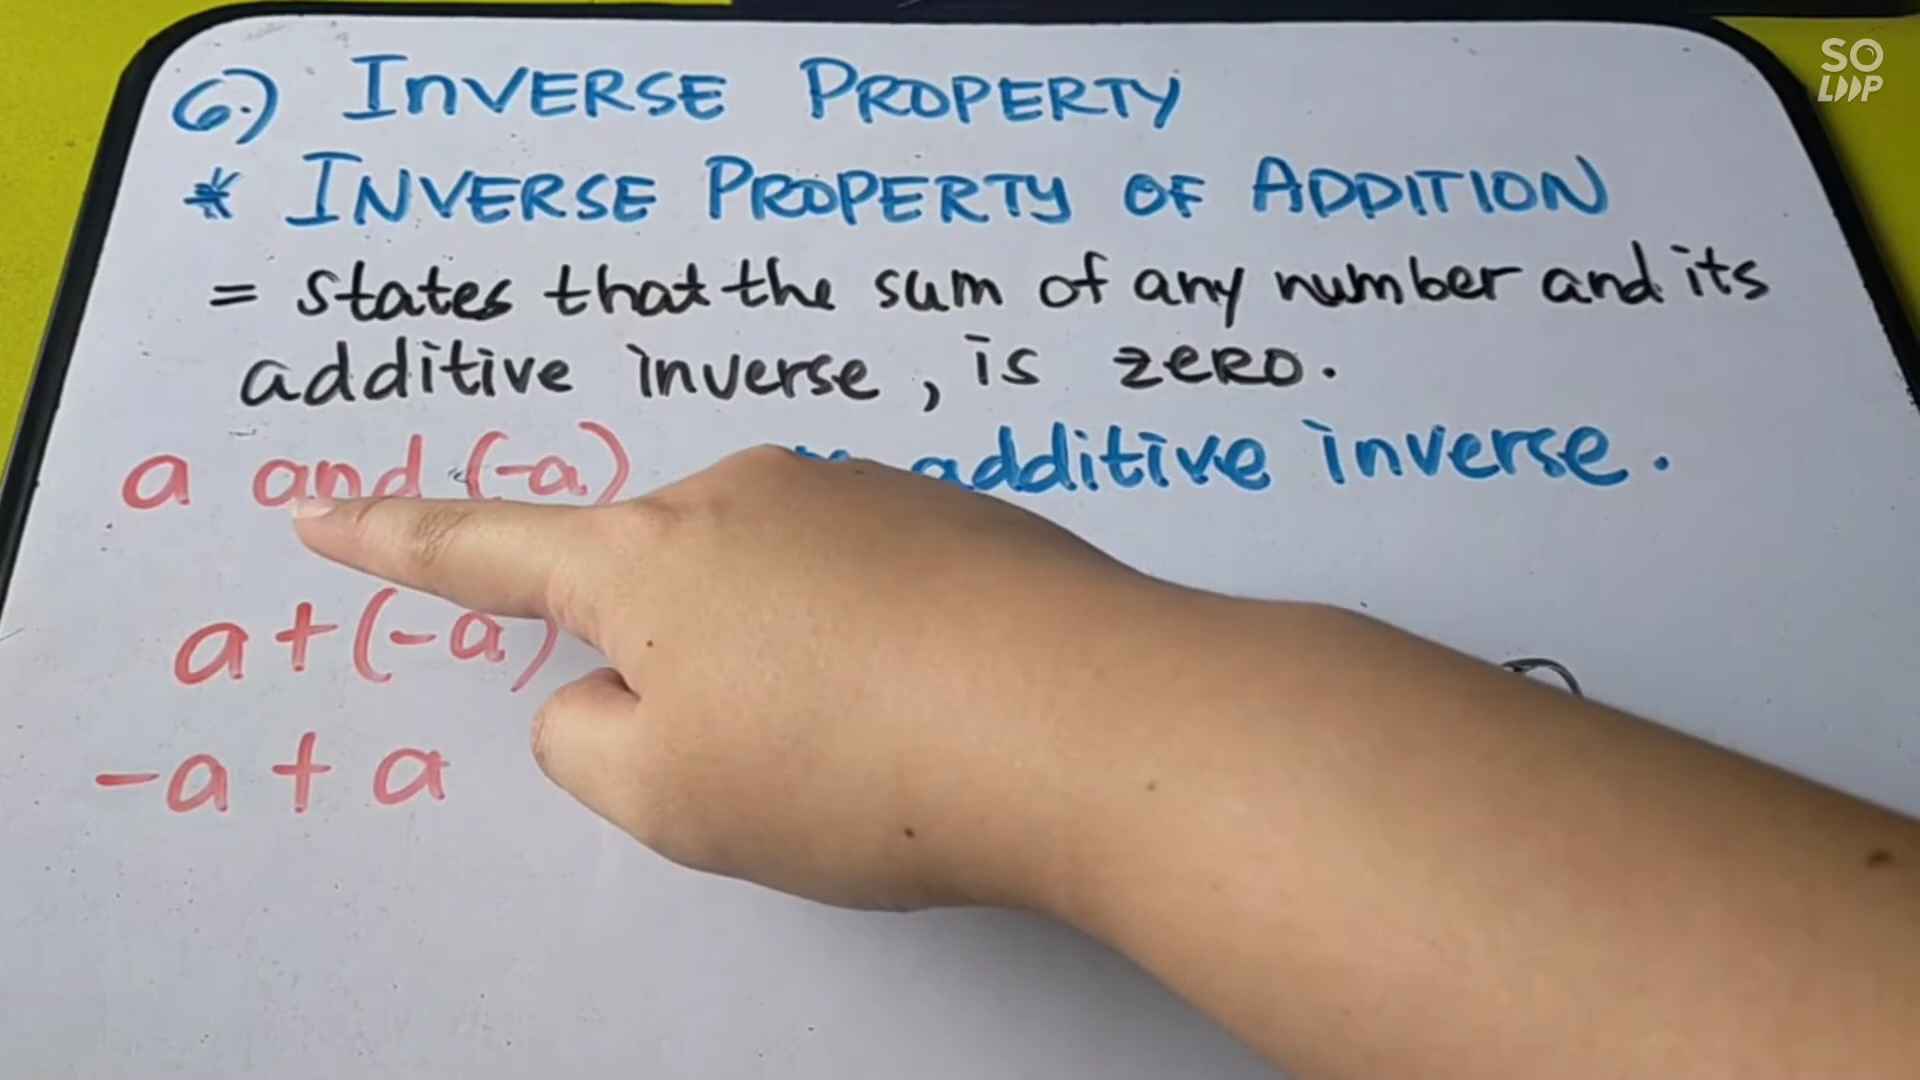 SO
LOOP
6.) INVERSE PROPERTY
* INVERSE PROPERTY OF ADDITION
= states that the sum of any number and its
additive inverse, is zero.
a and (-a) additive inverse.
a + (-a)
-a + a